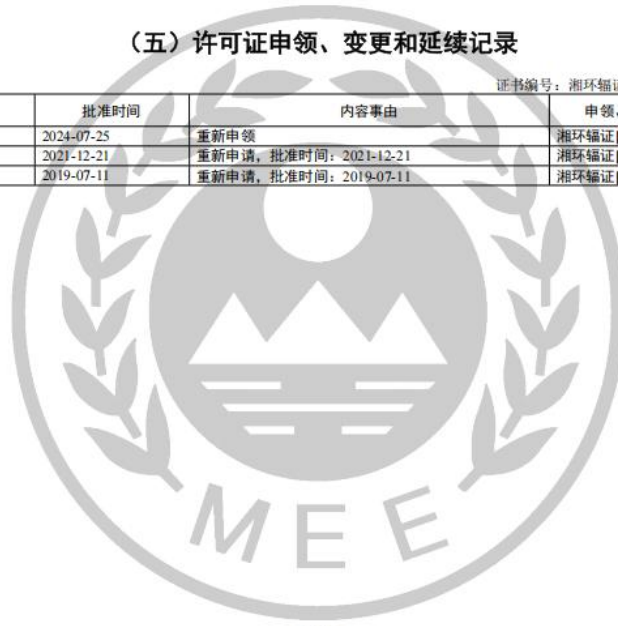 （五）许可证申领、变更和延续记录
证书编号：湘环辐证
批准时间 内容事由 申领、
2024-07-25 重新申领 湘环辐证[
2021-12-21 重新申请，批准时间：2021-12-21 湘环辐证[
2019-07-11 重新申请，批准时间：2019-07-11 湘环辐证[
MEE